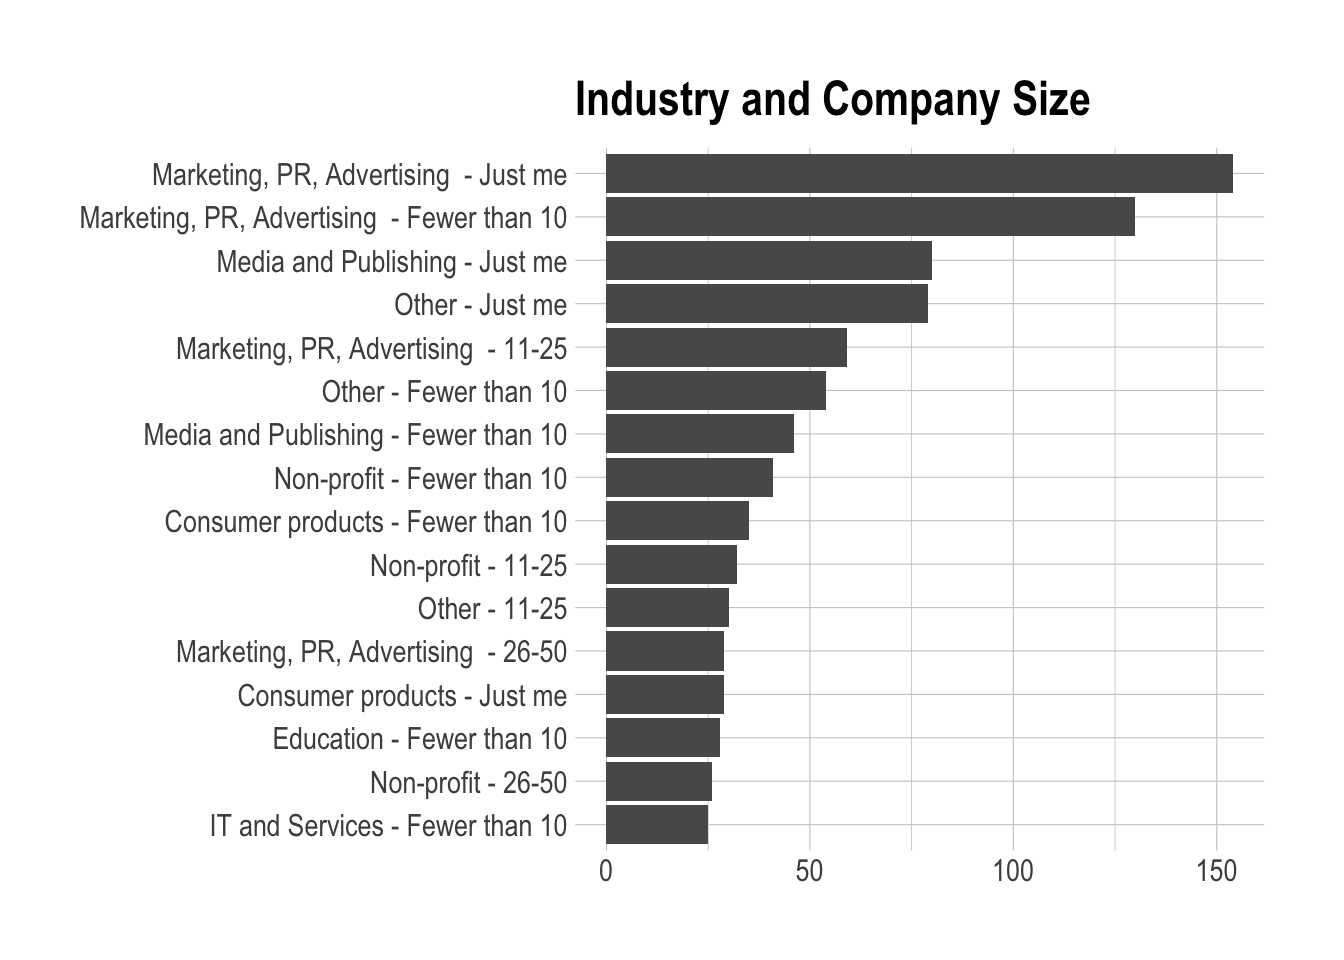 Industry and Company Size
Marketing, PR, Advertising  - Just me
Marketing, PR, Advertising  - Fewer than 10
Media and Publishing - Just me
Other - Just me
Marketing, PR, Advertising  - 11-25
Other - Fewer than 10
Media and Publishing - Fewer than 10
Non-profit - Fewer than 10
Consumer products - Fewer than 10
Non-profit - 11-25
Other - 11-25
Marketing, PR, Advertising  - 26-50
Consumer products - Just me
Education - Fewer than 10
Non-profit - 26-50
IT and Services - Fewer than 10
0 50 100 150